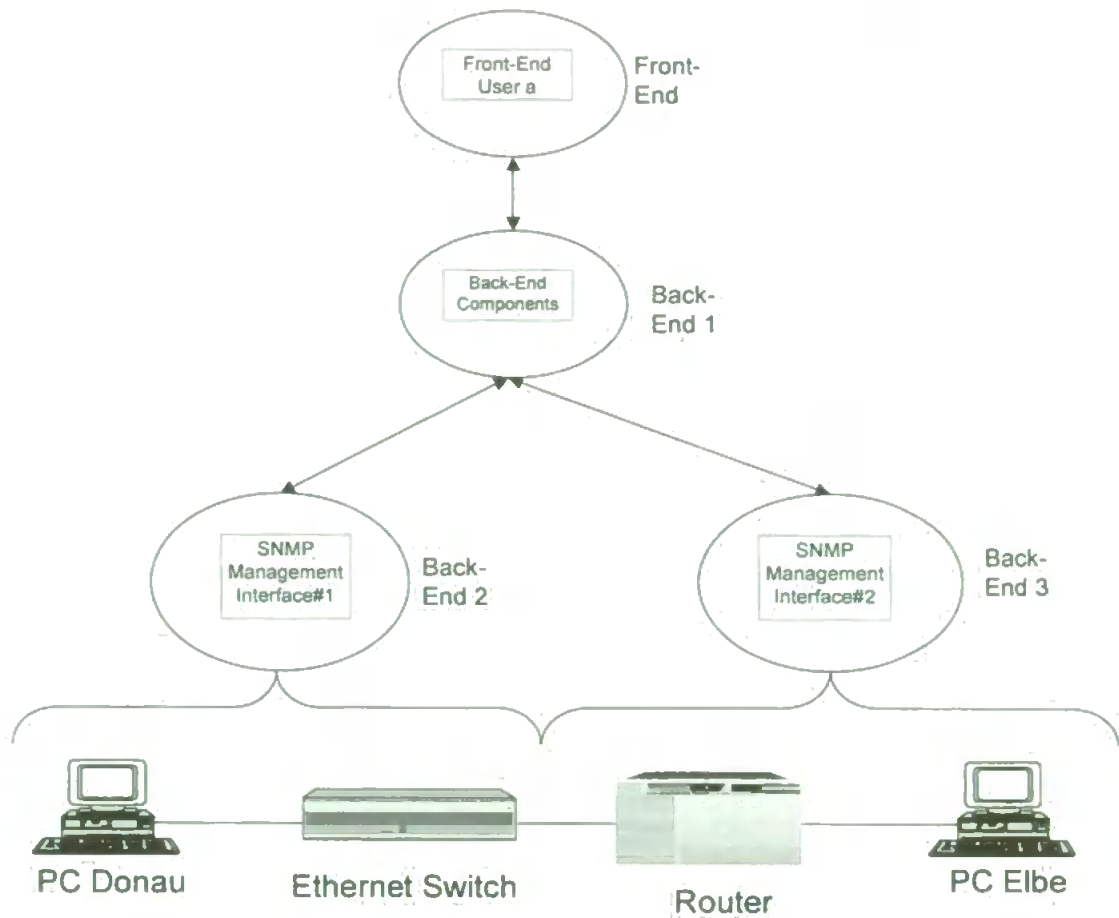 Front-End
User a
Front-
End
Back-End
Components
Back-
End 1
SNMP
Management
Interface#1
Back-
End 2
SNMP
Management
Interface#2
Back-
End 3
PC Donau
Ethernet Switch
Router
PC Elbe